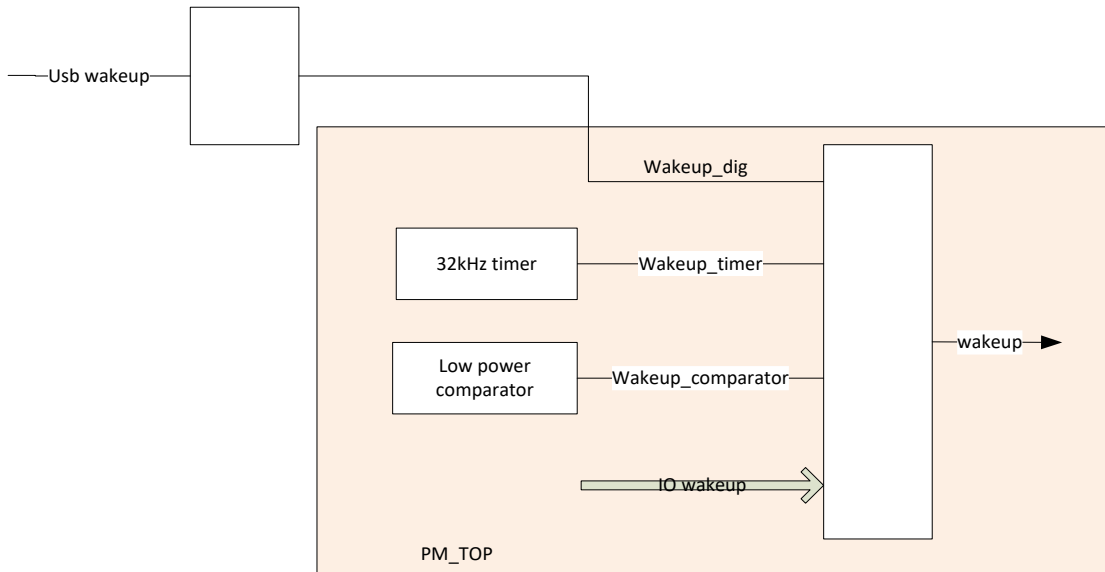 Usb wakeup
Wakeup_dig
32kHz timer
Wakeup_timer
wakeup
Low power
comparator
Wakeup_comparator
IO wakeup
PM_TOP